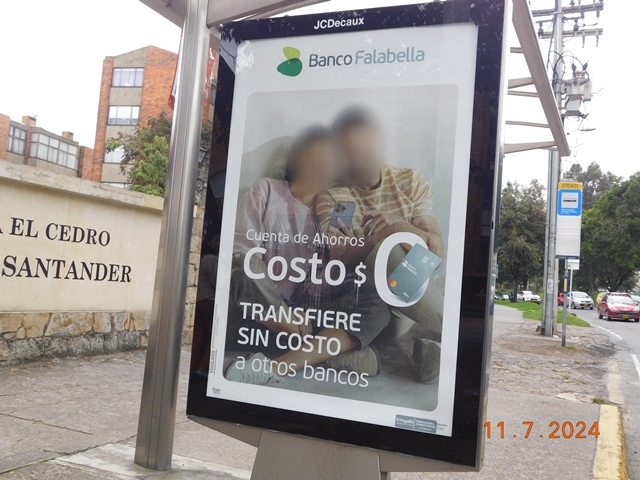 JCDecaux
Banco Falabella
Cuenta de Ahorros
Costo $0
TRANSFIERE
SIN COSTO
a otros bancos
A EL CEDRO
SANTANDER
11.7.2024